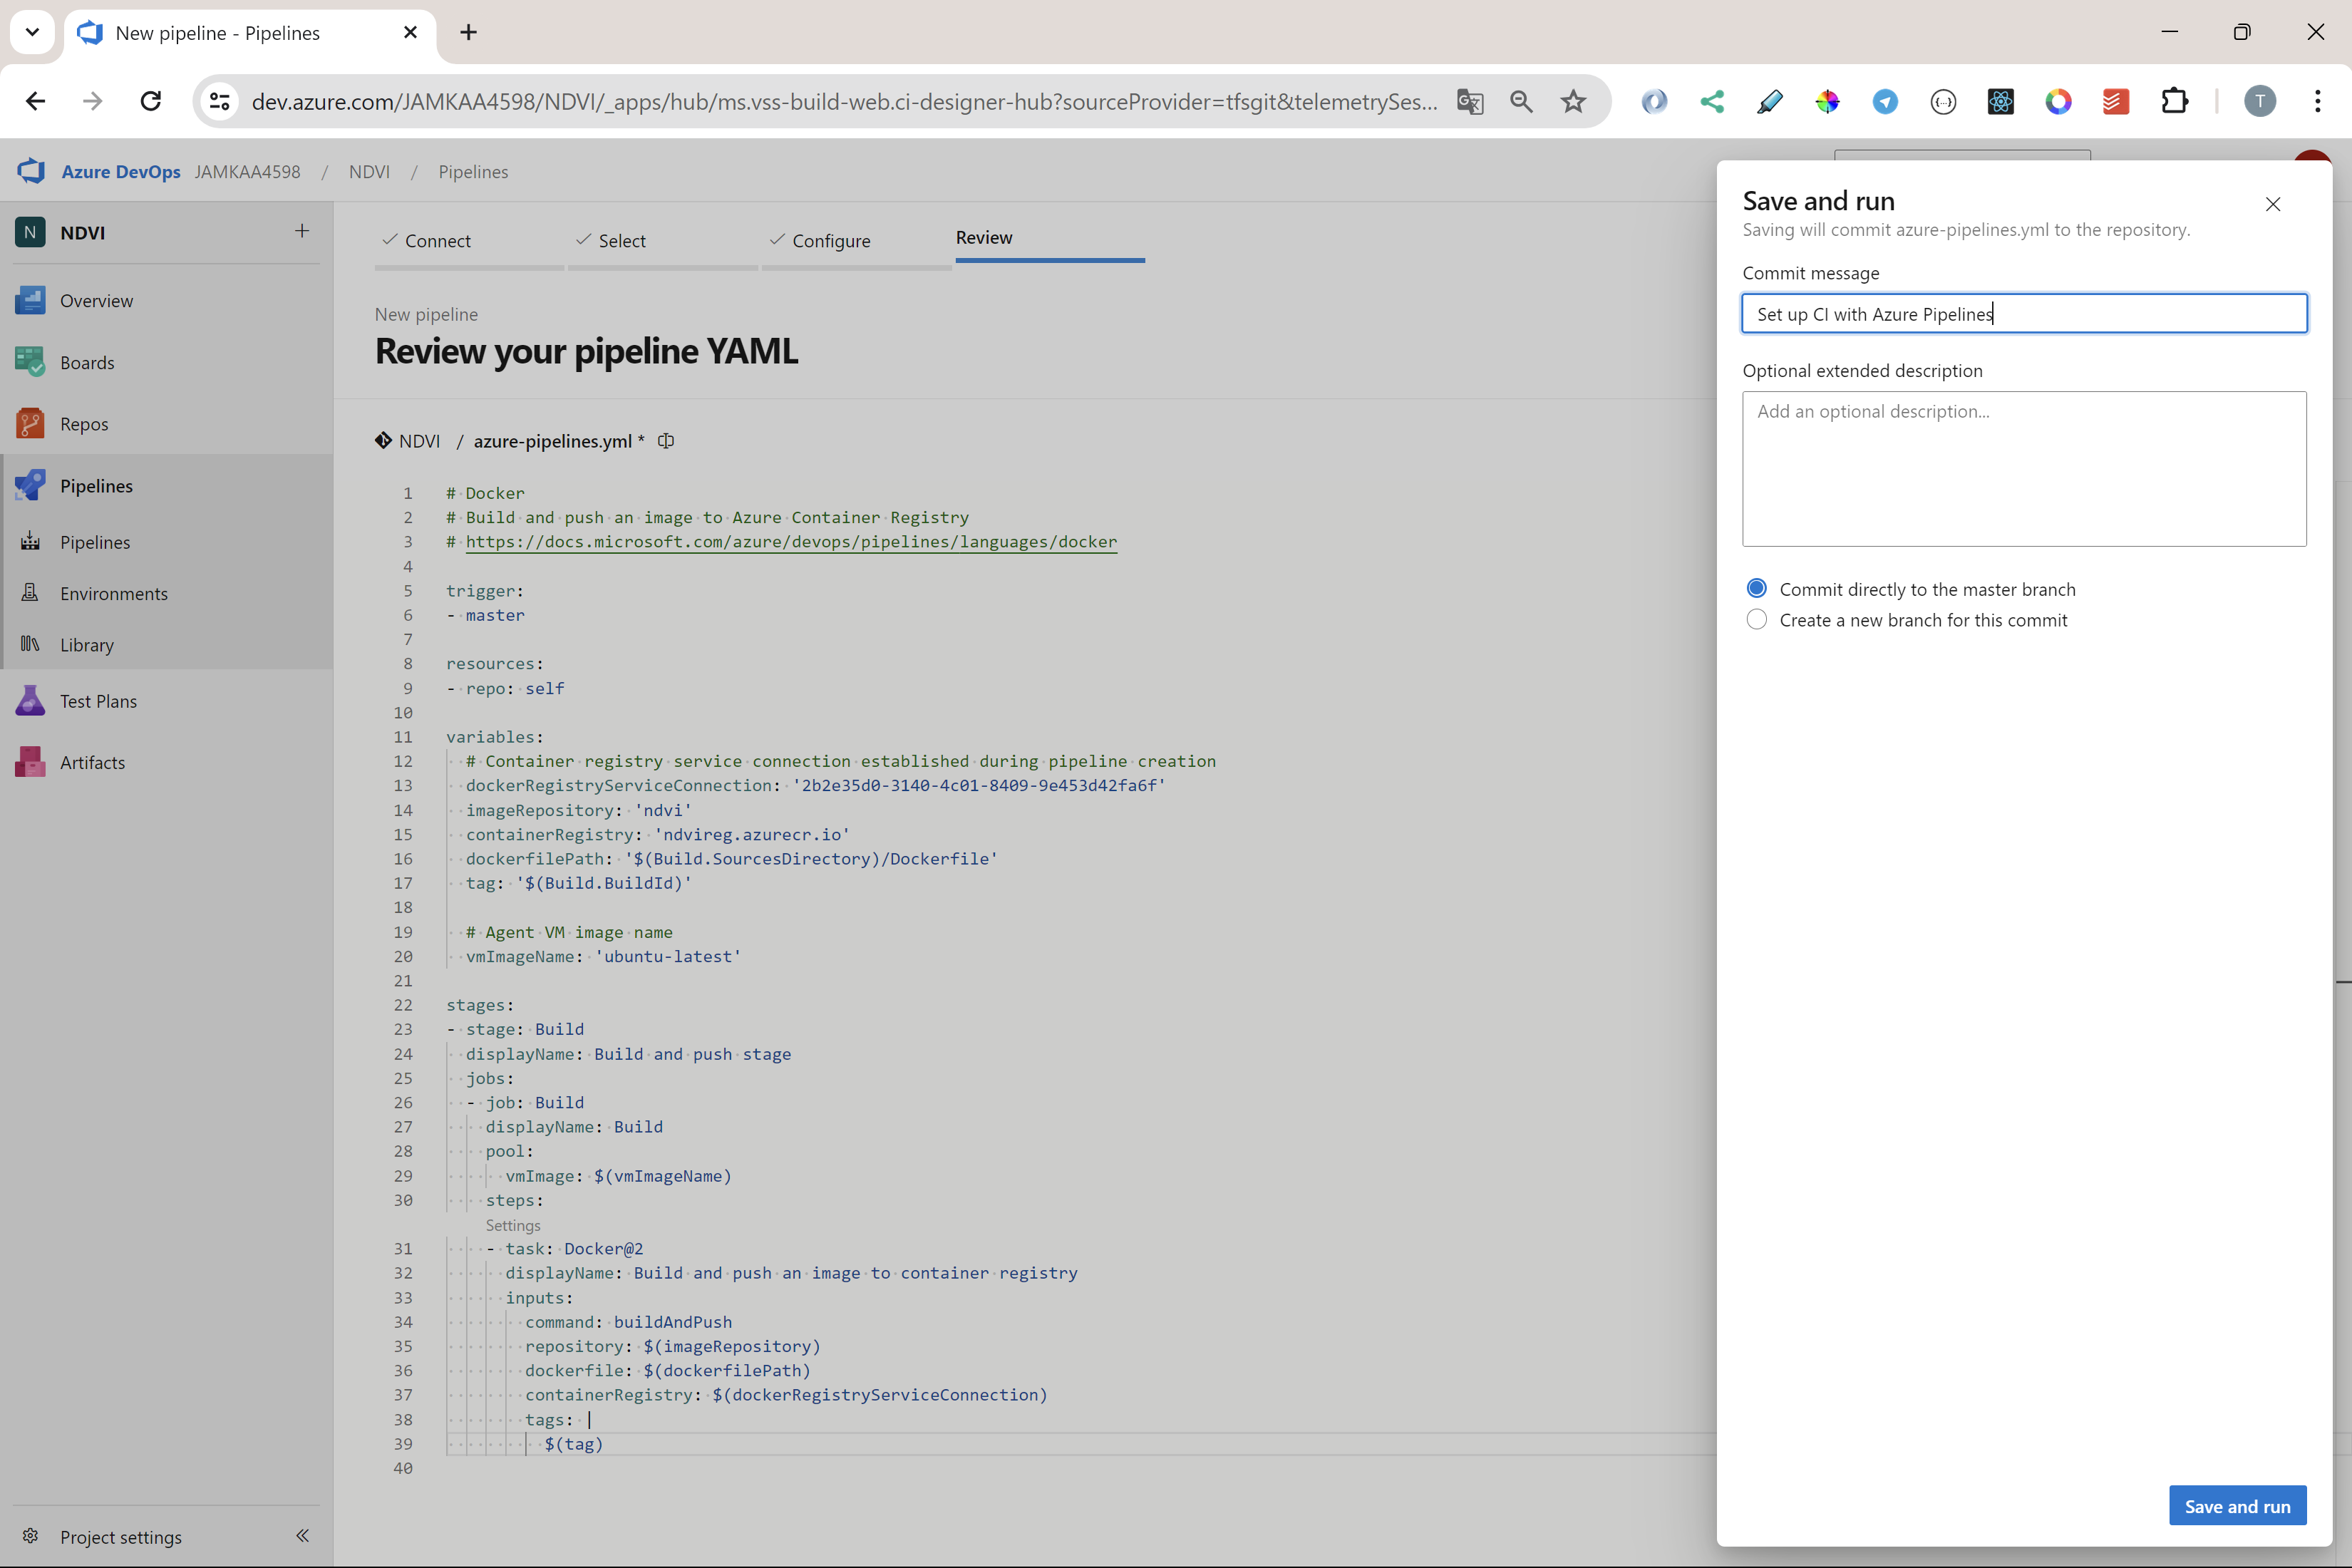 New pipeline - Pipelines
dev.azure.com/JAMKAA4598/NDVI/_apps/hub/ms.vss-build-web.ci-designer-hub?sourceProvider=tfsgit&telemetrySes...
T
Azure DevOps JAMKAA4598 / NDVI / Pipelines
N NDVI
Overview
Boards
Repos
Pipelines
Pipelines
Environments
Library
Test Plans
Artifacts
Project settings
Connect
Select
Configure
Review
New pipeline
Review your pipeline YAML
NDVI / azure-pipelines.yml *
1 # Docker
2 # Build and push an image to Azure Container Registry
3 # https://docs.microsoft.com/azure/devops/pipelines/languages/docker
4
5 trigger:
6 - master
7
8 resources:
9 - repo: self
10
11 variables:
12 # Container registry service connection established during pipeline creation
13 dockerRegistryServiceConnection: '2b2e35d0-3140-4c01-8409-9e453d42fa6f'
14 imageRepository: 'ndvi'
15 containerRegistry: 'ndvireg.azurecr.io'
16 dockerfilePath: '$(Build.SourcesDirectory)/Dockerfile'
17 tag: '$(Build.BuildId)'
18
19 # Agent VM image name
20 vmImageName: 'ubuntu-latest'
21
22 stages:
23 - stage: Build
24 displayName: Build and push stage
25 jobs:
26 - job: Build
27 displayName: Build
28 pool:
29 vmImage: $(vmImageName)
30 steps:
Settings
31 - task: Docker@2
32 displayName: Build and push an image to container registry
33 inputs:
34 command: buildAndPush
35 repository: $(imageRepository)
36 dockerfile: $(dockerfilePath)
37 containerRegistry: $(dockerRegistryServiceConnection)
38 tags: |
39 $(tag)
40
Save and run
Saving will commit azure-pipelines.yml to the repository.
Commit message
Set up CI with Azure Pipelines
Optional extended description
Add an optional description...
Commit directly to the master branch
Create a new branch for this commit
Save and run